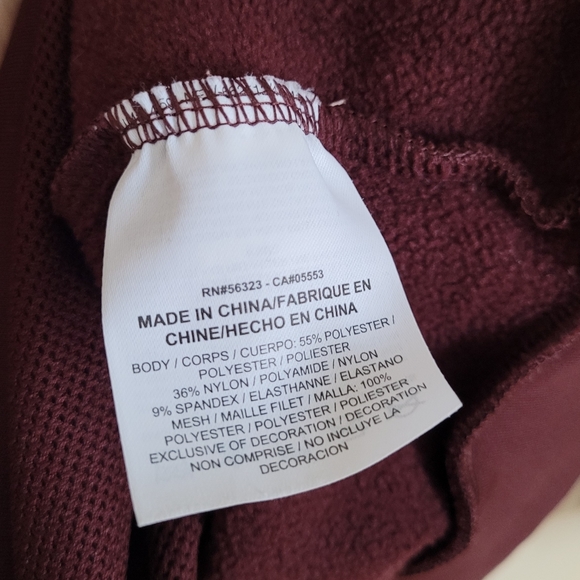 RN#56323 - CA#05553
MADE IN CHINA/FABRIQUE EN
CHINE/HECHO EN CHINA
BODY / CORPS / CUERPO: 55% POLYESTER /
POLYESTER / POLIESTER
36% NYLON / POLYAMIDE / NYLON
9% SPANDEX / ELASTHANNE / ELASTANO
MESH / MAILLE FILET / MALLA: 100%
POLYESTER / POLYESTER / POLIESTER
EXCLUSIVE OF DECORATION / DECORATION
NON COMPRISE / NO INCLUYE LA
DECORACION